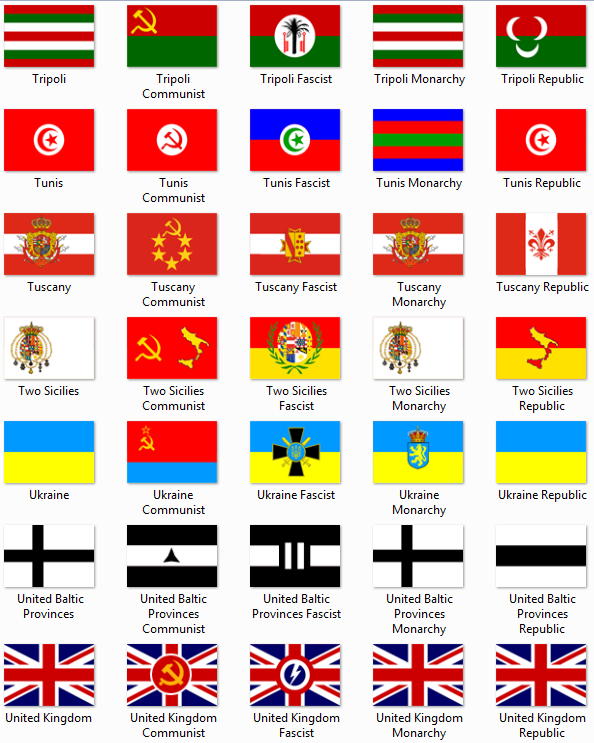 Tripoli
Tripoli
Communist
Tripoli Fascist
Tripoli Monarchy
Tripoli Republic
Tunis
Tunis
Communist
Tunis Fascist
Tunis Monarchy
Tunis Republic
Tuscany
Tuscany
Communist
Tuscany Fascist
Tuscany
Monarchy
Tuscany Republic
Two Sicilies
Two Sicilies
Communist
Two Sicilies
Fascist
Two Sicilies
Monarchy
Two Sicilies
Republic
Ukraine
Ukraine
Communist
Ukraine Fascist
Ukraine
Monarchy
Ukraine Republic
United Baltic
Provinces
United Baltic
Provinces
Communist
United Baltic
Provinces Fascist
United Baltic
Provinces
Monarchy
United Baltic
Provinces
Republic
United Kingdom
United Kingdom
Communist
United Kingdom
Fascist
United Kingdom
Monarchy
United Kingdom
Republic